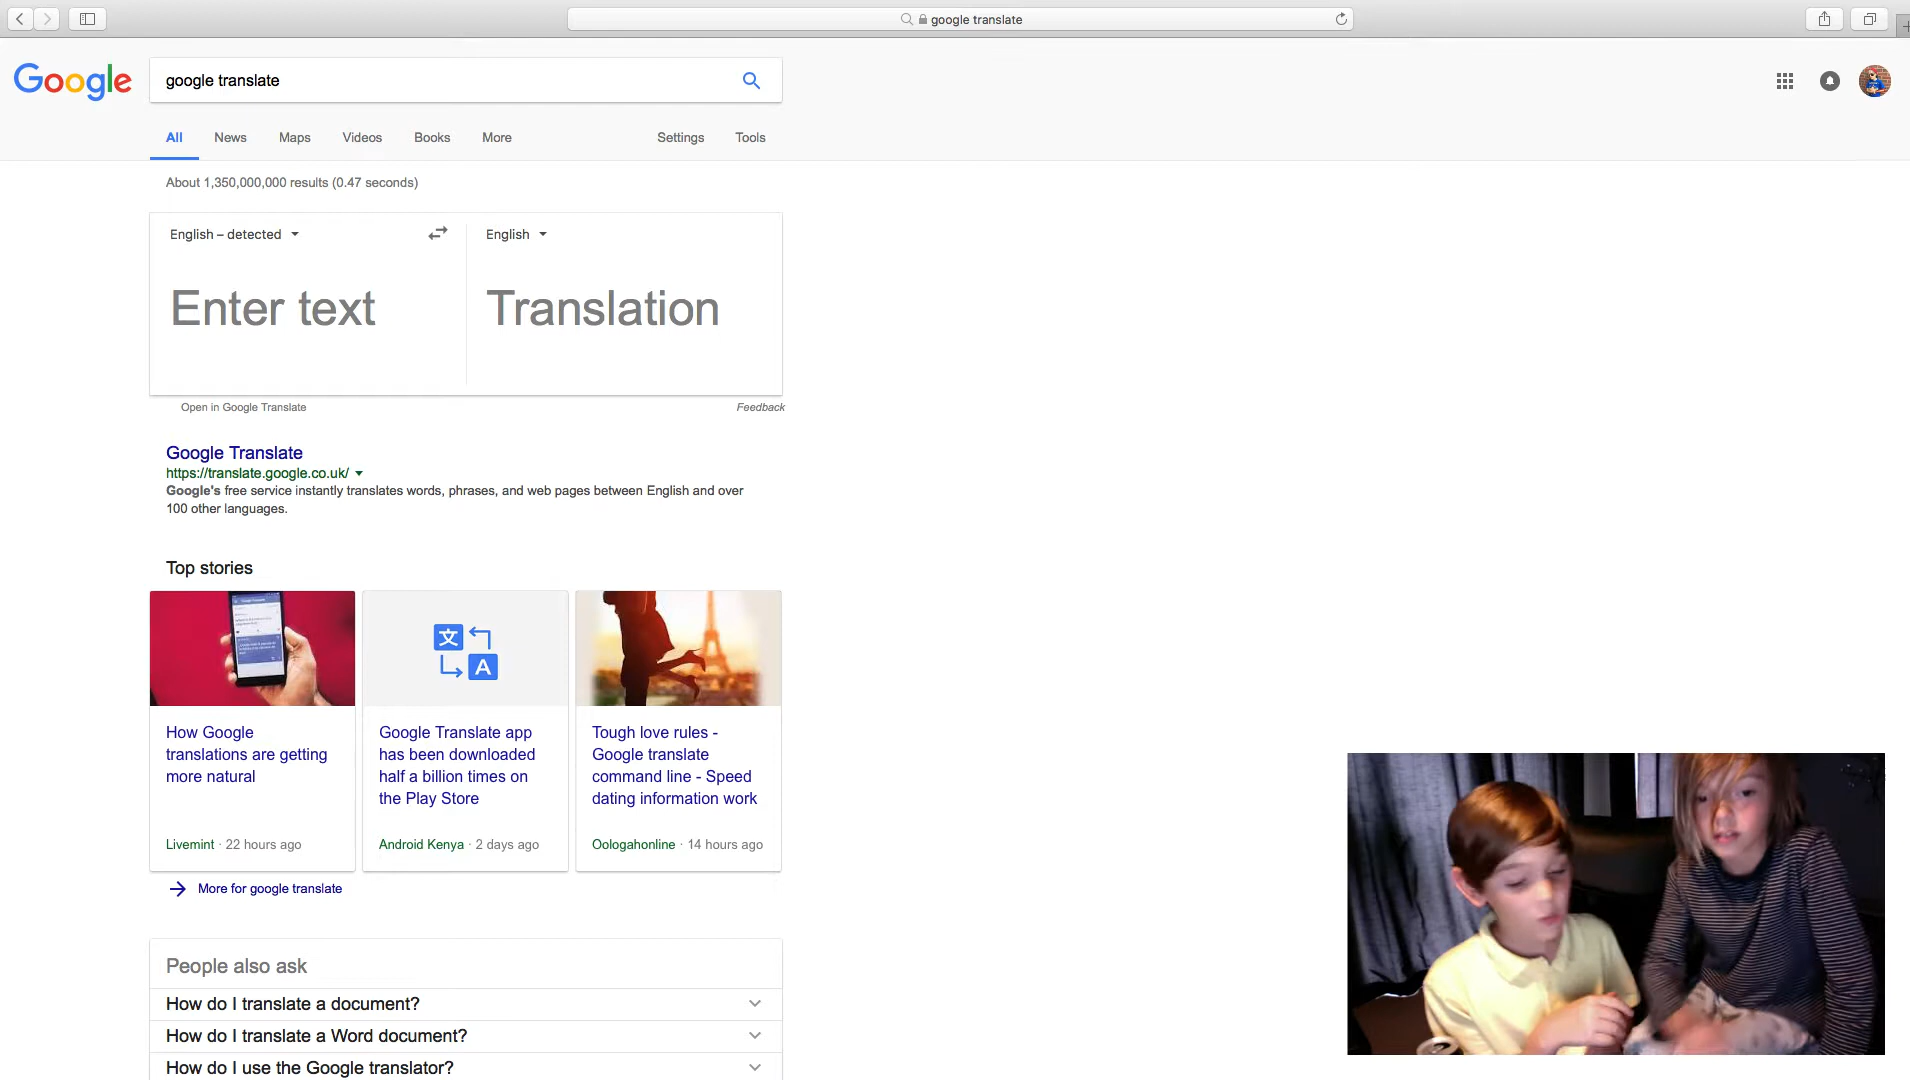 google translate
Google
google translate
All News Maps Videos Books More Settings Tools
About 1,350,000,000 results (0.47 seconds)
English – detected English
Enter text Translation
Open in Google Translate Feedback
Google Translate
https://translate.google.co.uk/
Google's free service instantly translates words, phrases, and web pages between English and over
100 other languages.
Top stories
文
A
How Google
translations are getting
more natural
Livemint · 22 hours ago
Google Translate app
has been downloaded
half a billion times on
the Play Store
Android Kenya · 2 days ago
Tough love rules -
Google translate
command line - Speed
dating information work
Oologahonline · 14 hours ago
More for google translate
People also ask
How do I translate a document?
How do I translate a Word document?
How do I use the Google translator?